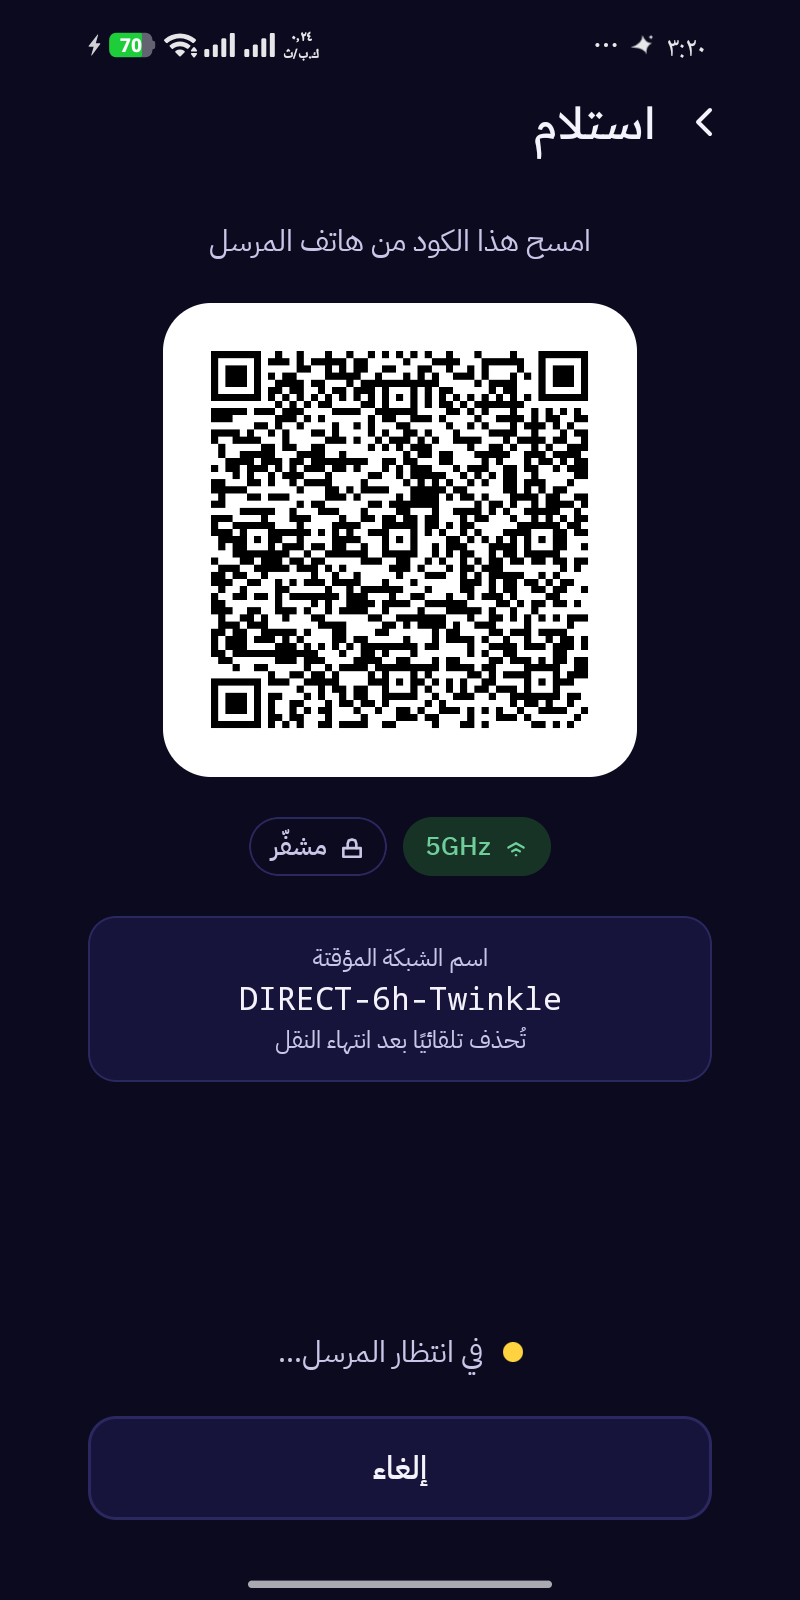 ٣:٢٠
٠,٢٤
ك.ب/ث
70
استلام
امسح هذا الكود من هاتف المرسل
5GHz
مشفّر
اسم الشبكة المؤقتة
DIRECT-6h-Twinkle
تُحذف تلقائيًا بعد انتهاء النقل
في انتظار المرسل...
إلغاء